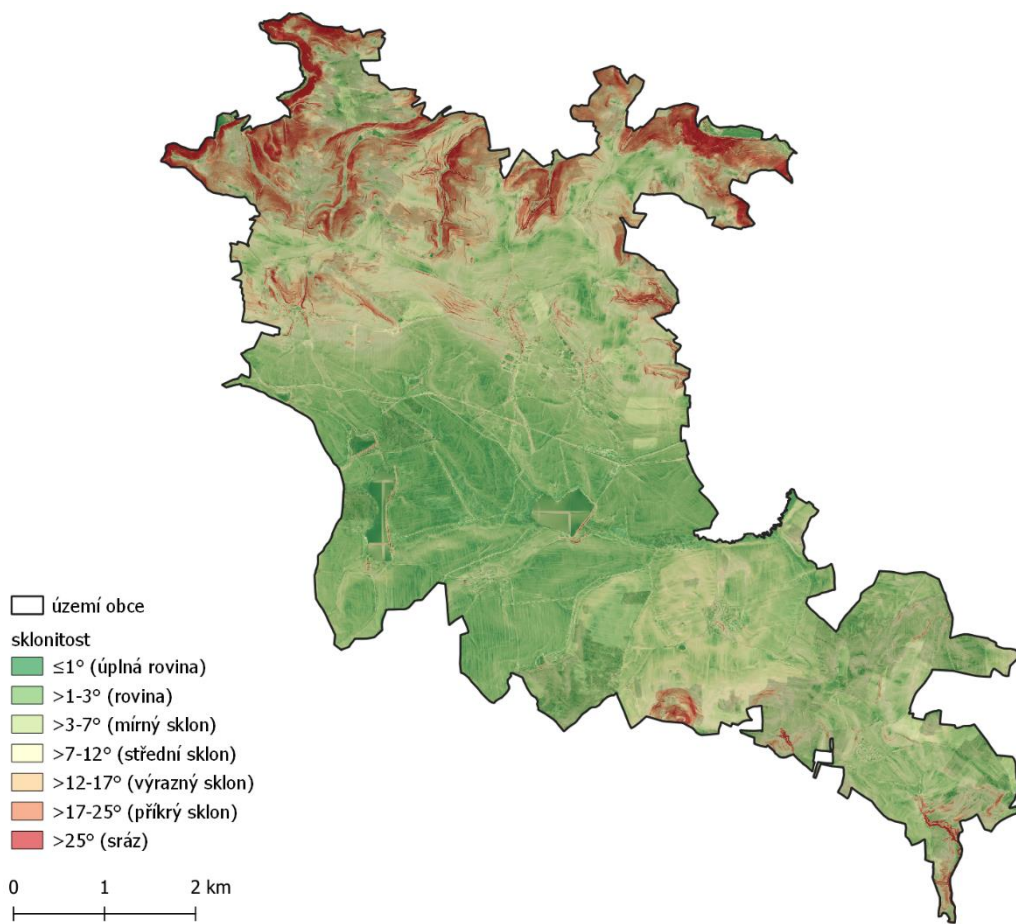 území obce
sklonitost
≤1° (úplná rovina)
>1-3° (rovina)
>3-7° (mírný sklon)
>7-12° (střední sklon)
>12-17° (výrazný sklon)
>17-25° (příkrý sklon)
>25° (sráz)
0 1 2 km